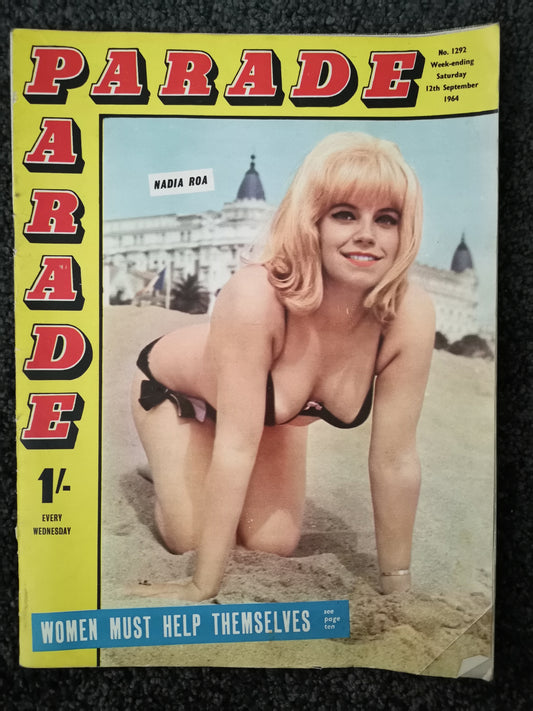 PARADE
No. 1292
Week-ending
Saturday
12th September
1964
PARADE
NADIA ROA
1/-
EVERY
WEDNESDAY
WOMEN MUST HELP THEMSELVES
see
page
ten